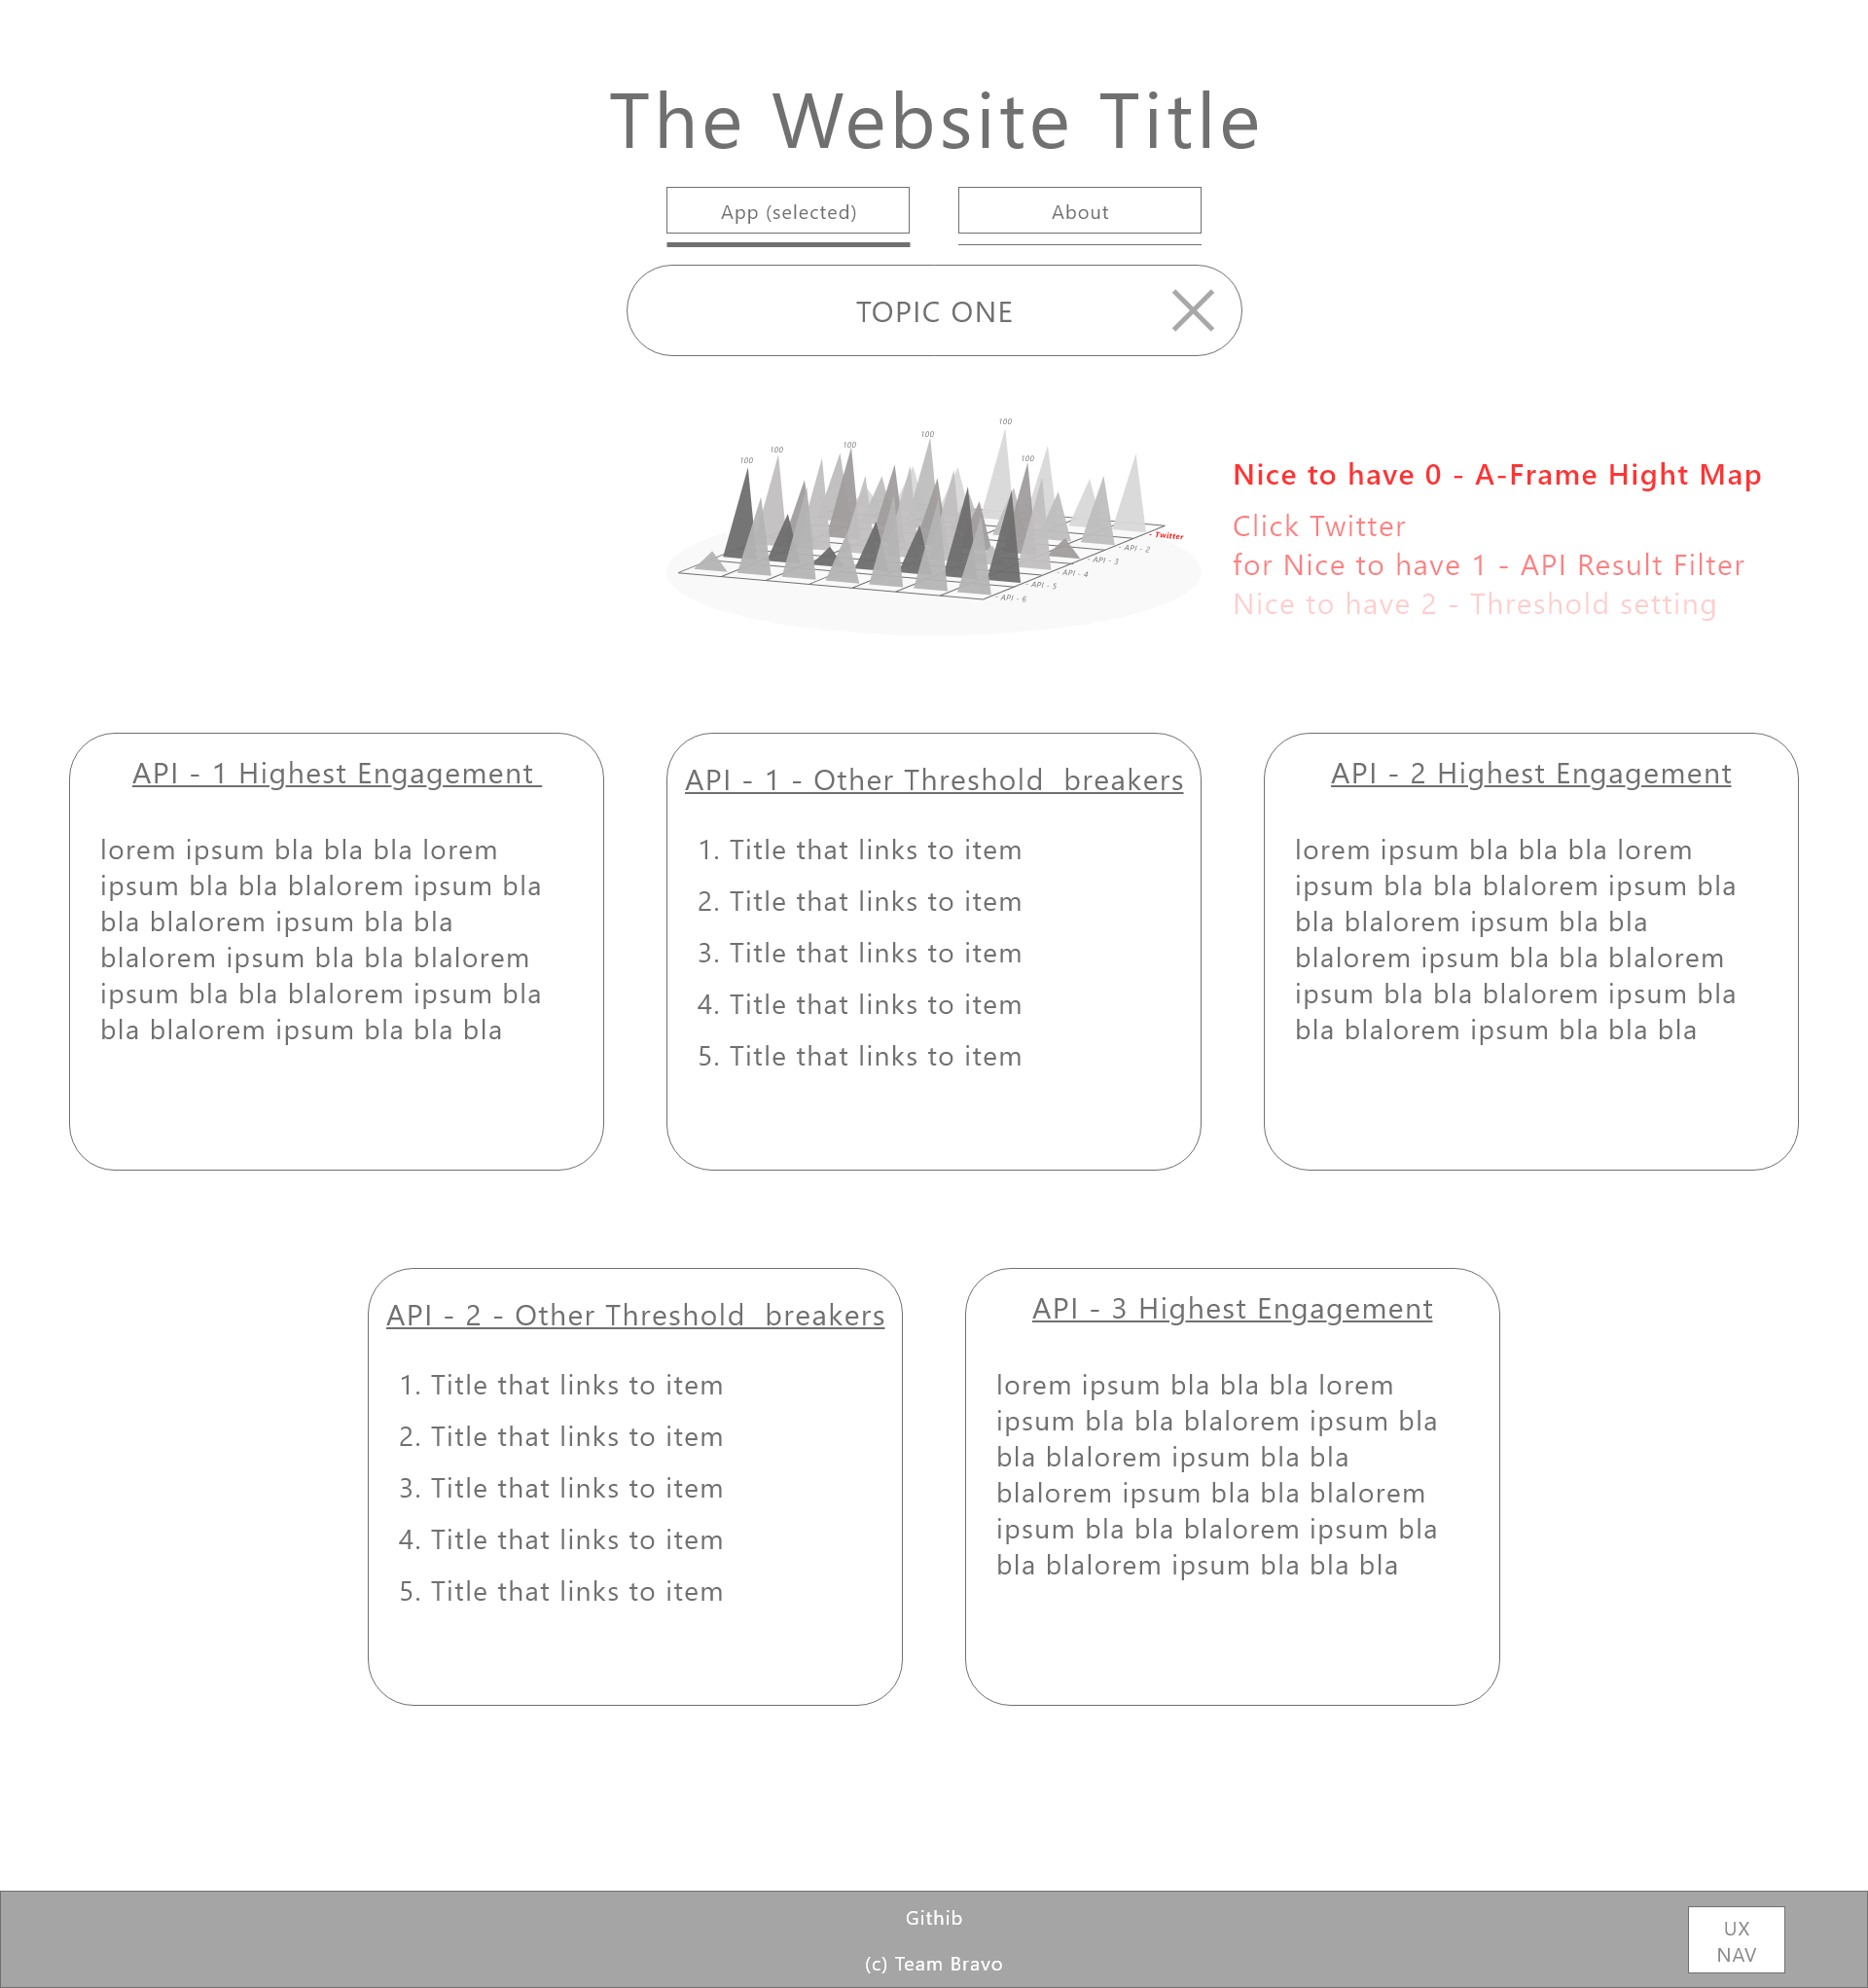 The Website Title
App (selected)
About
TOPIC ONE
100
100
100
100
100
100
- Twitter
- API - 2
- API - 3
- API - 4
- API - 5
- API - 6
Nice to have 0 - A-Frame Hight Map
Click Twitter
for Nice to have 1 - API Result Filter
Nice to have 2 - Threshold setting
API - 1 Highest Engagement
lorem ipsum bla bla bla lorem
ipsum bla bla blalorem ipsum bla
bla blalorem ipsum bla bla
blalorem ipsum bla bla blalorem
ipsum bla bla blalorem ipsum bla
bla blalorem ipsum bla bla bla
API - 1 - Other Threshold  breakers
1. Title that links to item
2. Title that links to item
3. Title that links to item
4. Title that links to item
5. Title that links to item
API - 2 Highest Engagement
lorem ipsum bla bla bla lorem
ipsum bla bla blalorem ipsum bla
bla blalorem ipsum bla bla
blalorem ipsum bla bla blalorem
ipsum bla bla blalorem ipsum bla
bla blalorem ipsum bla bla bla
API - 2 - Other Threshold  breakers
1. Title that links to item
2. Title that links to item
3. Title that links to item
4. Title that links to item
5. Title that links to item
API - 3 Highest Engagement
lorem ipsum bla bla bla lorem
ipsum bla bla blalorem ipsum bla
bla blalorem ipsum bla bla
blalorem ipsum bla bla blalorem
ipsum bla bla blalorem ipsum bla
bla blalorem ipsum bla bla bla
Githib
(c) Team Bravo
UX
NAV